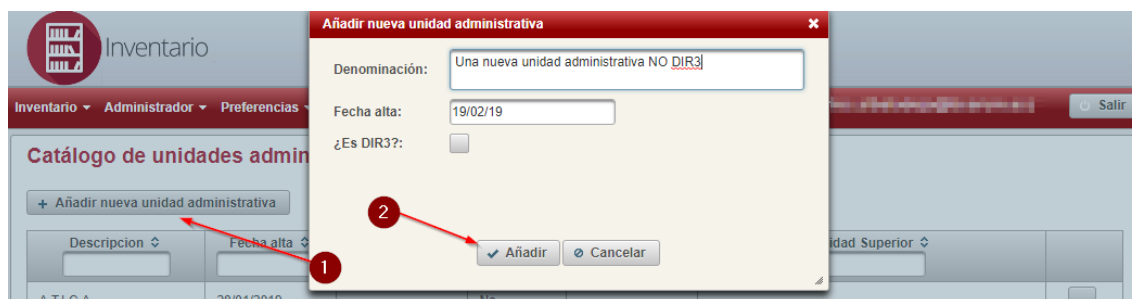 Añadir nueva unidad administrativa
Inventario
Denominación:
Una nueva unidad administrativa NO DIR3
Inventario Administrador Preferencias
Salir
Fecha alta:
19/02/19
¿Es DIR3?:
Catálogo de unidades admin
+ Añadir nueva unidad administrativa
2
Descripcion
Fecha alta
idad Superior
Añadir
Cancelar
1
A.T.I.C.A.
No